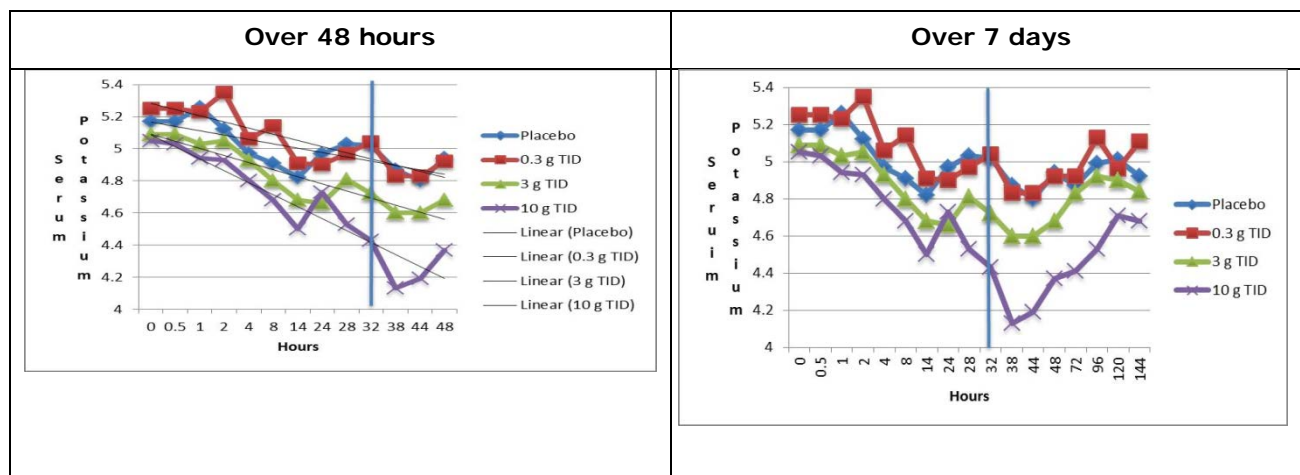 Over 48 hours
Over 7 days
Serum Potassium
5.4
5.2
5
4.8
4.6
4.4
4.2
4
0 0.5 1 2 4 8 14 24 28 32 38 44 48
Hours
Placebo
0.3 g TID
3 g TID
10 g TID
Linear (Placebo)
Linear (0.3 g TID)
Linear (3 g TID)
Linear (10 g TID)
Seruim Potassium
5.4
5.2
5
4.8
4.6
4.4
4.2
4
0 0.5 1 2 4 8 14 24 28 32 38 44 48 72 96 120 144
Hours
Placebo
0.3 g TID
3 g TID
10 g TID